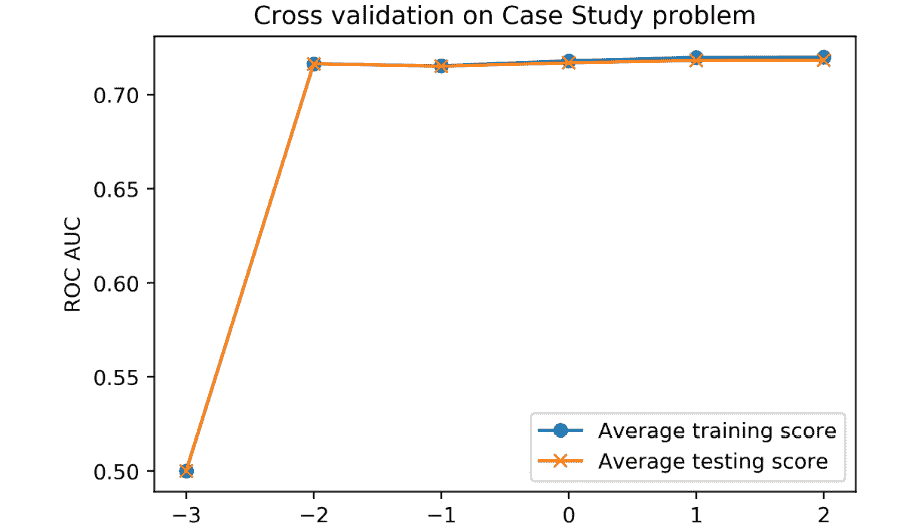 Cross validation on Case Study problem
ROC AUC
0.70
0.65
0.60
0.55
0.50
Average training score
Average testing score
−3 −2 −1 0 1 2